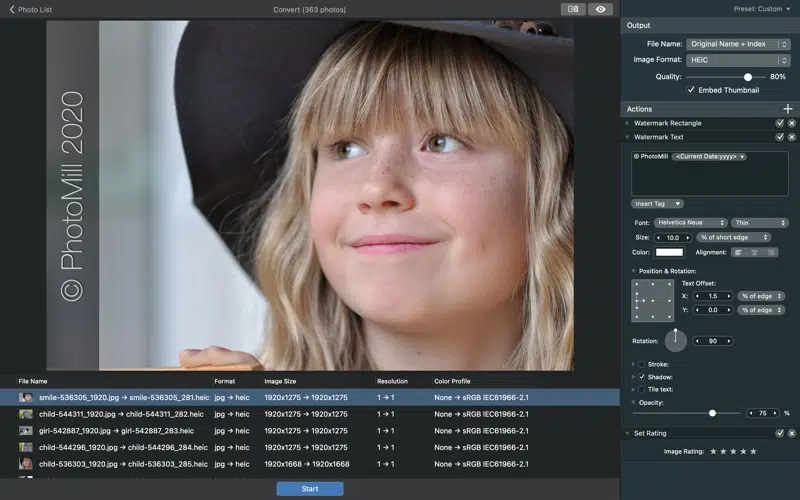 Photo List
Convert (363 photos)
Preset: Custom
© PhotoMill 2020
File Name Format Image Size Resolution Color Profile
smile-536305_1920.jpg → smile-536305_281.heic jpg → heic 1920x1275 → 1920x1275 1 → 1 None → sRGB IEC61966-2.1
child-544311_1920.jpg → child-544311_282.heic jpg → heic 1920x1275 → 1920x1275 1 → 1 None → sRGB IEC61966-2.1
girl-542887_1920.jpg → girl-542887_283.heic jpg → heic 1920x1275 → 1920x1275 1 → 1 None → sRGB IEC61966-2.1
child-544296_1920.jpg → child-544296_284.heic jpg → heic 1920x1275 → 1920x1275 1 → 1 None → sRGB IEC61966-2.1
child-536303_1920.jpg → child-536303_285.heic jpg → heic 1920x1668 → 1920x1668 1 → 1 None → sRGB IEC61966-2.1
Start
Output
File Name: Original Name + Index
Image Format: HEIC
Quality: 80%
Embed Thumbnail
Actions
Watermark Rectangle
Watermark Text
© PhotoMill <Current Date:yyyy>
Insert Tag
Font: Helvetica Neue Thin
Size: 10.0 % of short edge
Color: Alignment:
Position & Rotation:
Text Offset:
X: 1.5 % of edge
Y: 0.0 % of edge
Rotation: 90
Stroke:
Shadow:
Tile text:
Opacity:
75 %
Set Rating
Image Rating: ★ ★ ★ ★ ★